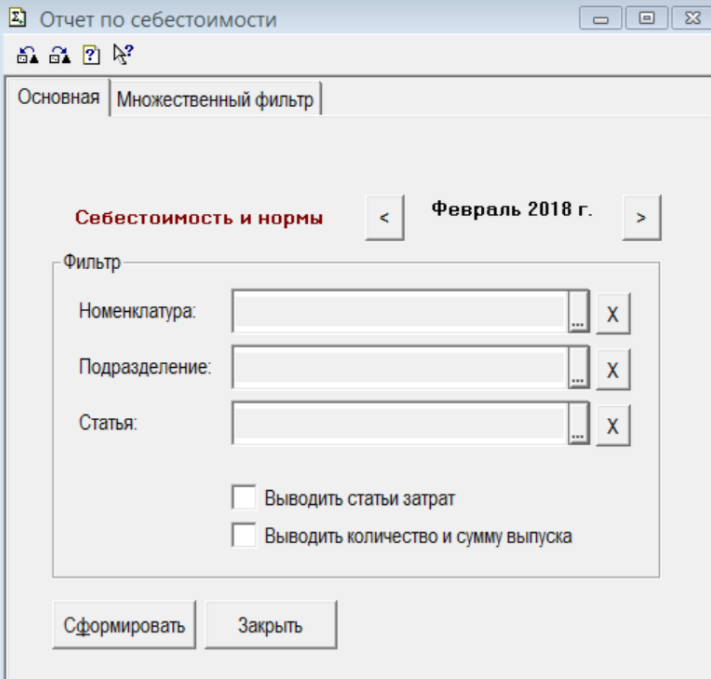 Отчет по себестоимости
Основная
Множественный фильтр
Себестоимость и нормы
<
Февраль 2018 г.
>
Фильтр
Номенклатура:
...
X
Подразделение:
...
X
Статья:
...
X
Выводить статьи затрат
Выводить количество и сумму выпуска
Сформировать
Закрыть